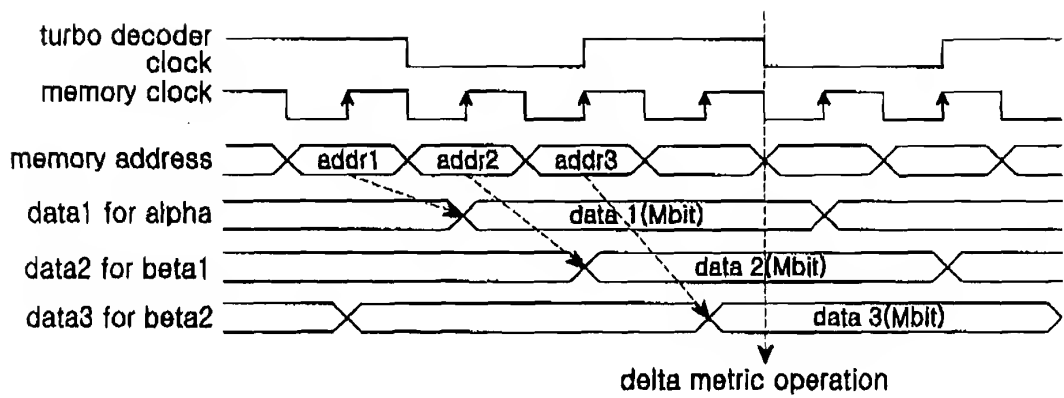 turbo decoder
clock
memory clock
memory address
addr1 addr2 addr3
data1 for alpha
data 1(Mbit)
data2 for beta1
data 2(Mbit)
data3 for beta2
data 3(Mbit)
delta metric operation